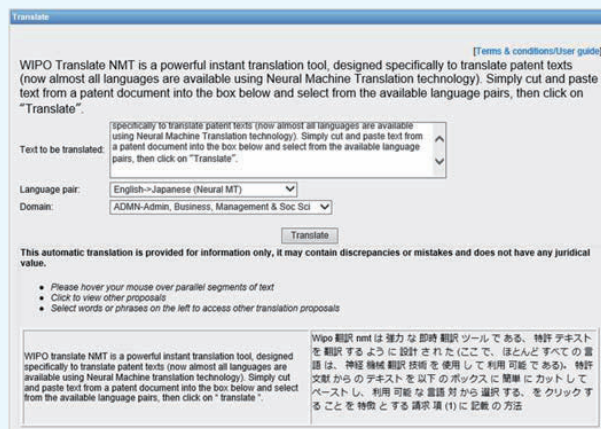 Translate
[Terms & conditions/User guide]
WIPO Translate NMT is a powerful instant translation tool, designed specifically to translate patent texts
(now almost all languages are available using Neural Machine Translation technology). Simply cut and paste
text from a patent document into the box below and select from the available language pairs, then click on
"Translate".
specifically to translate patent texts (now almost all languages are available
using Neural Machine Translation technology). Simply cut and paste text from
Text to be translated: a patent document into the box below and select from the available language
pairs, then click on "Translate".
Language pair: English->Japanese (Neural MT)
Domain: ADMN-Admin, Business, Management & Soc Sci
Translate
This automatic translation is provided for information only, it may contain discrepancies or mistakes and does not have any juridical
value.
• Please hover your mouse over parallel segments of text
• Click to view other proposals
• Select words or phrases on the left to access other translation proposals
WIPO translate NMT is a powerful instant translation tool, designed
specifically to translate patent texts (now almost all languages are
available using Neural Machine translation technology). Simply cut
and paste text from a patent document into the box below and select
from the available language pairs, then click on " translate ".
Wipo 翻訳 nmt は 強力 な 即時 翻訳 ツール で ある、 特許 テキスト
を 翻訳 する よう に 設計 さ れ た (ここ で、 ほとんど すべて の 言
語 は、 神経 機械 翻訳 技術 を 使用 し て 利用 可能 で ある)。 特許
文献 から の テキスト を 以下 の ボックス に 簡単 に カット し て
ペースト し、 利用 可能 な 言語 対 から 選択 する、 を クリック す
る こと を 特徴 と する 請求 項 (1) に 記載 の 方法